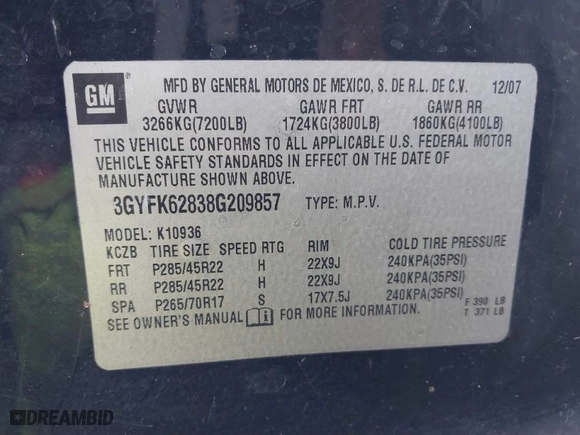 GM
®
MFD BY GENERAL MOTORS DE MEXICO, S. DE R.L. DE C.V. 12/07
GVWR GAWR FRT GAWR RR
3266KG(7200LB) 1724KG(3800LB) 1860KG(4100LB)
THIS VEHICLE CONFORMS TO ALL APPLICABLE U.S. FEDERAL MOTOR
VEHICLE SAFETY STANDARDS IN EFFECT ON THE DATE OF
MANUFACTURE SHOWN ABOVE.
3GYFK62838G209857 TYPE: M.P.V.
MODEL: K10936
KCZB TIRE SIZE SPEED RTG RIM COLD TIRE PRESSURE
FRT P285/45R22 H 22X9J 240KPA(35PSI)
RR P285/45R22 H 22X9J 240KPA(35PSI)
SPA P265/70R17 S 17X7.5J 240KPA(35PSI)
SEE OWNER'S MANUAL FOR MORE INFORMATION.
F 390 LB
T 371 LB
DREAMBID